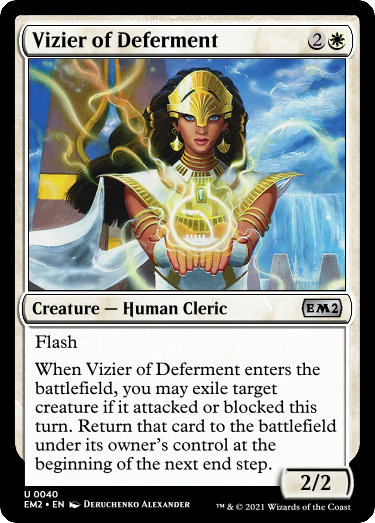 Vizier of Deferment 2
Creature — Human Cleric EM2
Flash
When Vizier of Deferment enters the
battlefield, you may exile target
creature if it attacked or blocked this
turn. Return that card to the battlefield
under its owner's control at the
beginning of the next end step.
2/2
U 0040
EM2 • EN Deruchenko Alexander ™ & © 2021 Wizards of the Coast